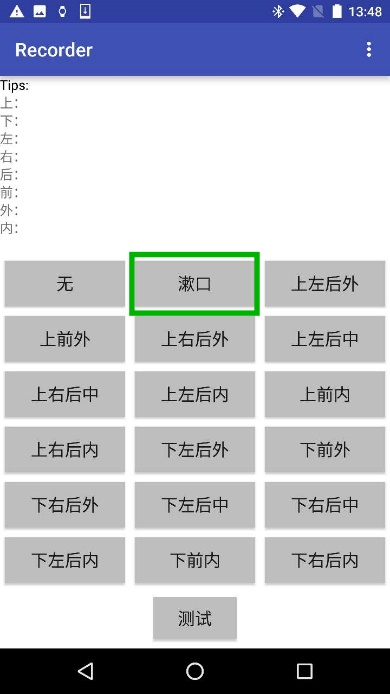 13:48
Recorder
Tips:
上:
下:
左:
右:
后:
前:
外:
内:
无 漱口 上左后外
上前外 上右后外 上左后中
上右后中 上左后内 上前内
上右后内 下左后外 下前外
下右后外 下左后中 下右后中
下左后内 下前内 下右后内
测试